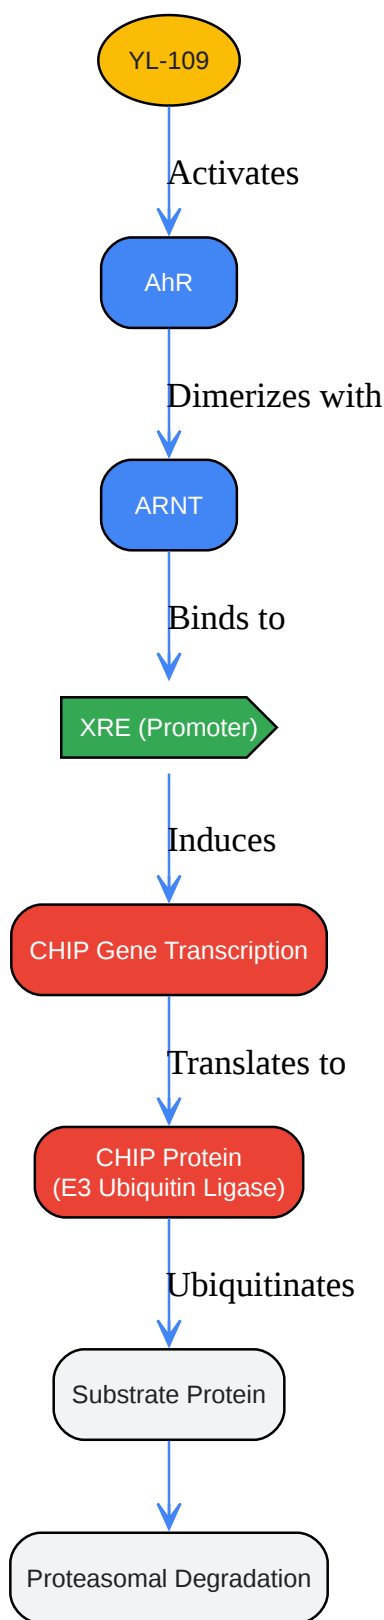 YL-109
Activates
AhR
Dimerizes with
ARNT
Binds to
XRE (Promoter)
Induces
CHIP Gene Transcription
Translates to
CHIP Protein
(E3 Ubiquitin Ligase)
Ubiquitinates
Substrate Protein
Proteasomal Degradation